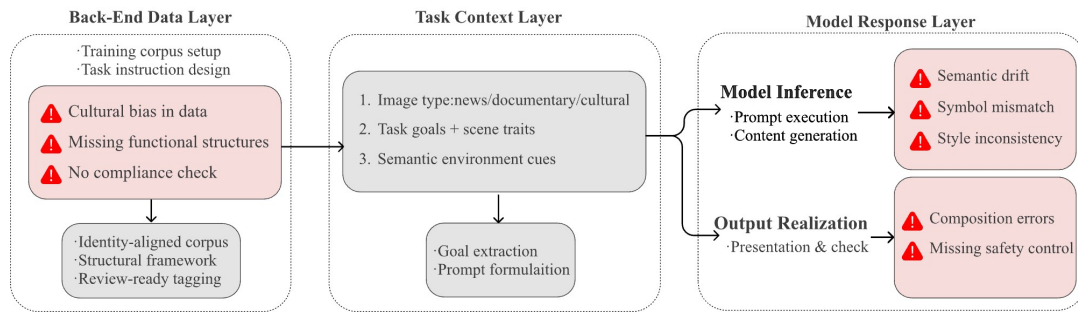 Back-End Data Layer
·Training corpus setup
·Task instruction design
Cultural bias in data
Missing functional structures
No compliance check
·Identity-aligned corpus
·Structural framework
·Review-ready tagging
Task Context Layer
1. Image type:news/documentary/cultural
2. Task goals + scene traits
3. Semantic environment cues
·Goal extraction
·Prompt formulaition
Model Response Layer
Model Inference
·Prompt execution
·Content generation
Semantic drift
Symbol mismatch
Style inconsistency
Output Realization
·Presentation & check
Composition errors
Missing safety control